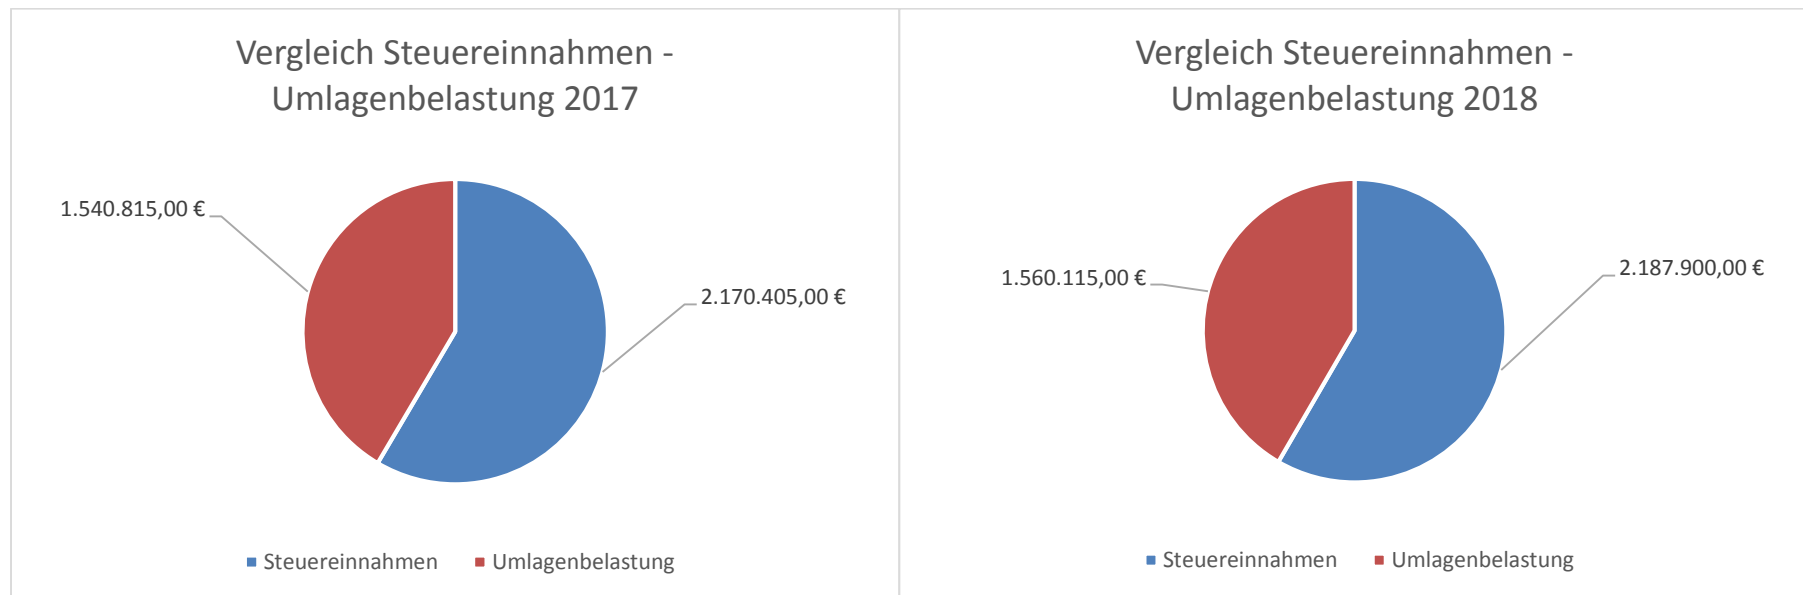 Vergleich Steuereinnahmen -
Umlagenbelastung 2017
1.540.815,00 €
2.170.405,00 €
Steuereinnahmen
Umlagenbelastung
Vergleich Steuereinnahmen -
Umlagenbelastung 2018
1.560.115,00 €
2.187.900,00 €
Steuereinnahmen
Umlagenbelastung